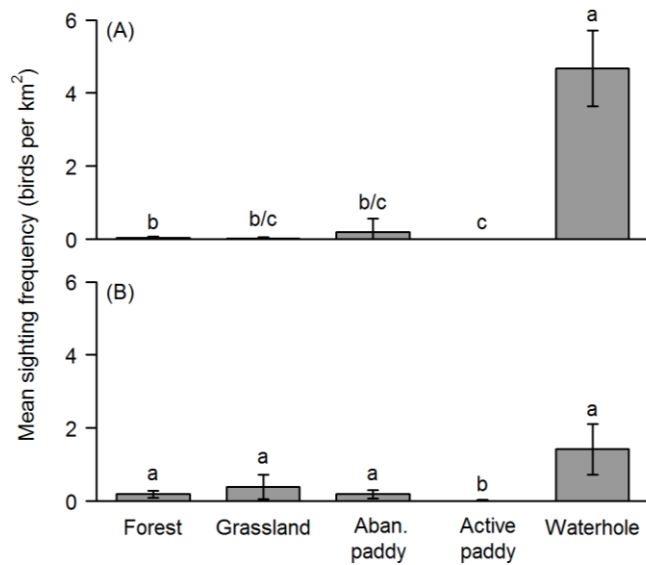 Mean sighting frequency (birds per km²)
(A)
6
4
2
0
b
b/c
b/c
c
a
(B)
6
4
2
0
a
a
a
b
a
Forest
Grassland
Aban.
paddy
Active
paddy
Waterhole